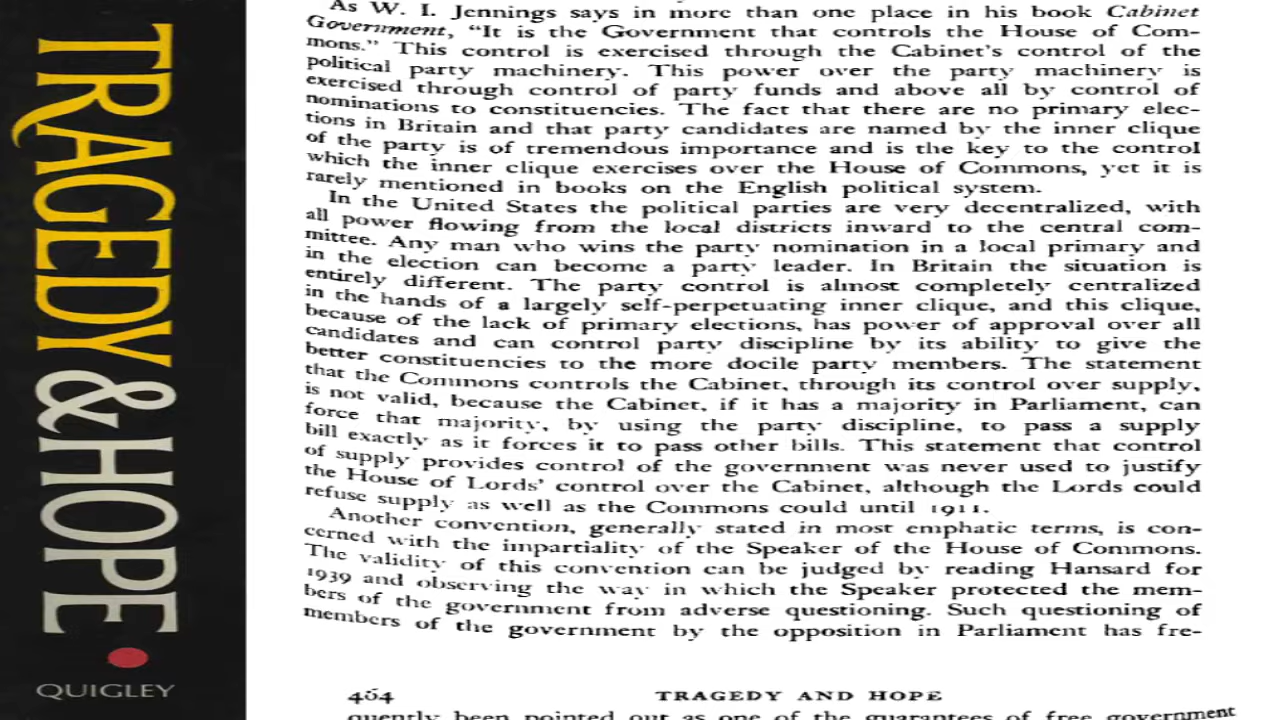 TRAGEDY & HOPE
QUIGLEY
As W. I. Jennings says in more than one place in his book Cabinet
Government, “It is the Government that controls the House of Com-
mons.” This control is exercised through the Cabinet's control of the
political party machinery. This power over the party machinery is
exercised through control of party funds and above all by control of
nominations to constituencies. The fact that there are no primary elec-
tions in Britain and that party candidates are named by the inner clique
of the party is of tremendous importance and is the key to the control
which the inner clique exercises over the House of Commons, yet it is
rarely mentioned in books on the English political system.
In the United States the political parties are very decentralized, with
all power flowing from the local districts inward to the central com-
mittee. Any man who wins the party nomination in a local primary and
in the election can become a party leader. In Britain the situation is
entirely different. The party control is almost completely centralized
in the hands of a largely self-perpetuating inner clique, and this clique,
because of the lack of primary elections, has power of approval over all
candidates and can control party discipline by its ability to give the
better constituencies to the more docile party members. The statement
that the Commons controls the Cabinet, through its control over supply,
is not valid, because the Cabinet, if it has a majority in Parliament, can
force that majority, by using the party discipline, to pass a supply
bill exactly as it forces it to pass other bills. This statement that control
of supply provides control of the government was never used to justify
the House of Lords' control over the Cabinet, although the Lords could
refuse supply as well as the Commons could until 1911.
Another convention, generally stated in most emphatic terms, is con-
cerned with the impartiality of the Speaker of the House of Commons.
The validity of this convention can be judged by reading Hansard for
1939 and observing the way in which the Speaker protected the mem-
bers of the government from adverse questioning. Such questioning of
members of the government by the opposition in Parliament has fre-
464 TRAGEDY AND HOPE
quently been pointed out as one of the guarantees of free government